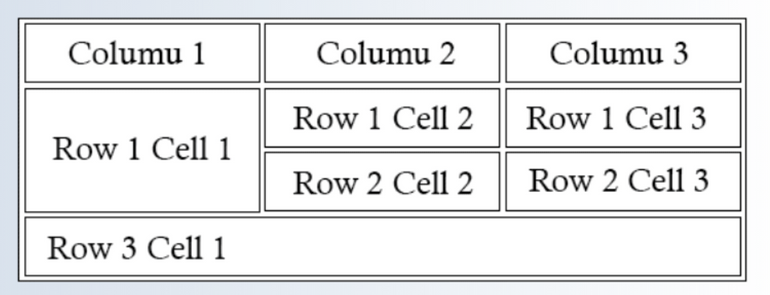 Columu 1 Columu 2 Columu 3
Row 1 Cell 1 Row 1 Cell 2 Row 1 Cell 3
Row 2 Cell 2 Row 2 Cell 3
Row 3 Cell 1